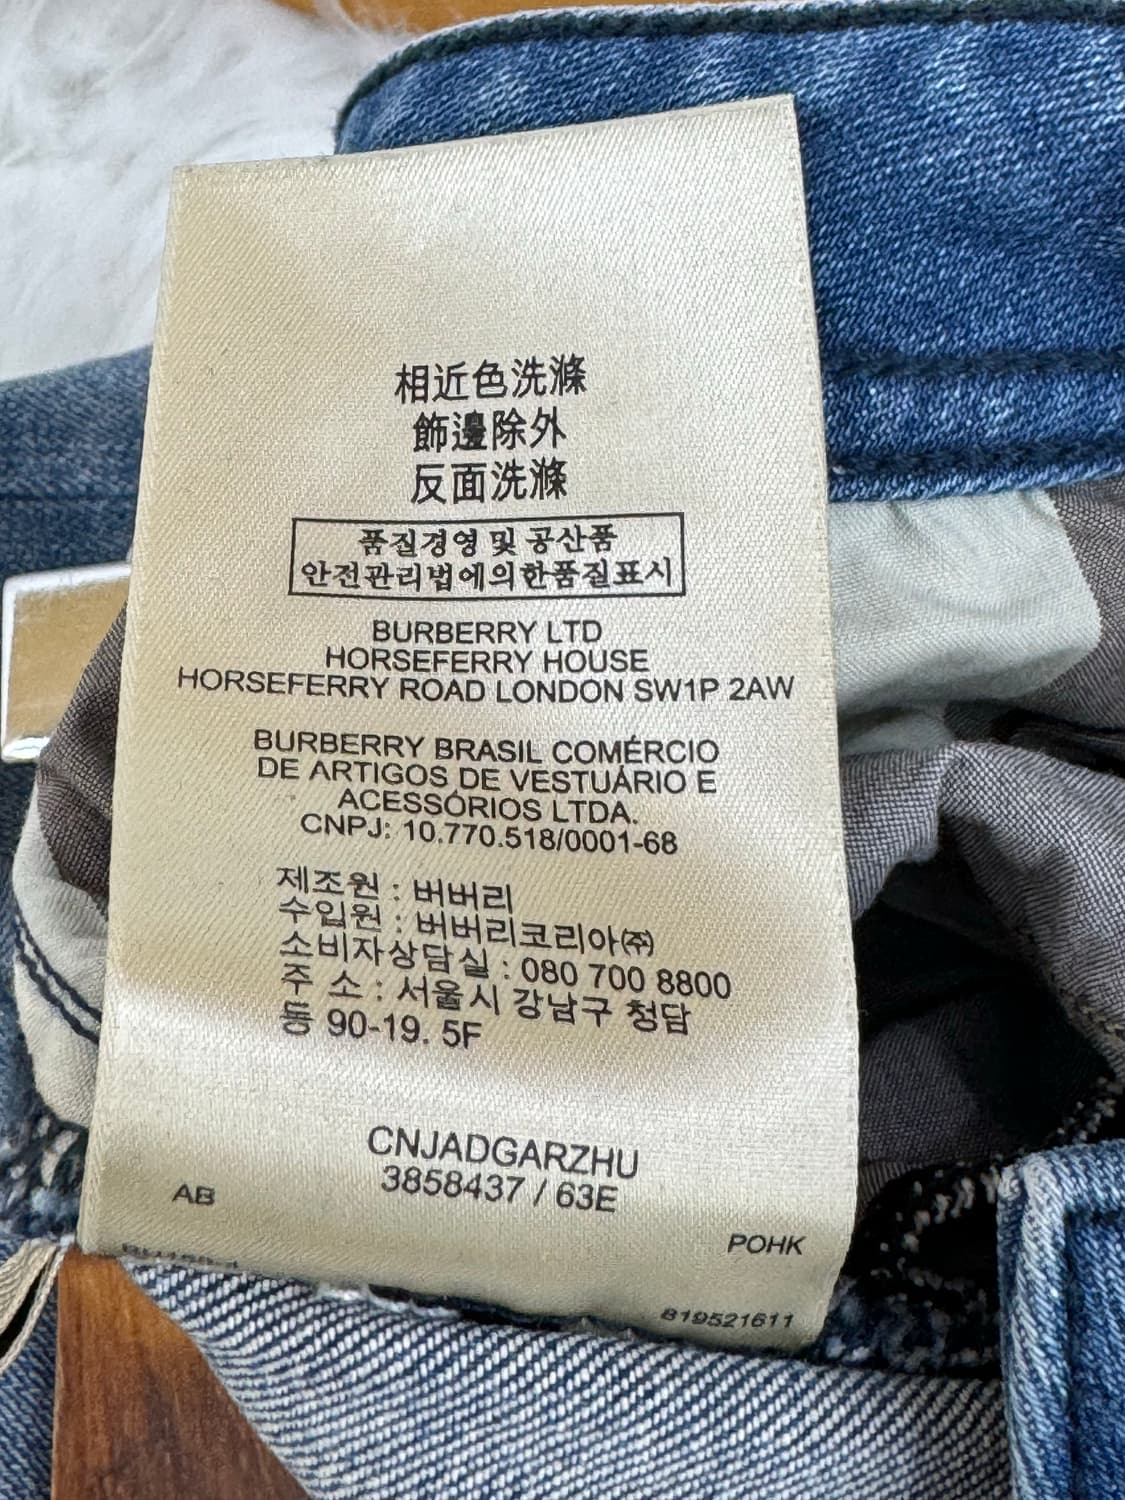 相近色洗滌
飾邊除外
反面洗滌
품질경영 및 공산품
안전관리법에의한품질표시
BURBERRY LTD
HORSEFERRY HOUSE
HORSEFERRY ROAD LONDON SW1P 2AW
BURBERRY BRASIL COMÉRCIO
DE ARTIGOS DE VESTUÁRIO E
ACESSÓRIOS LTDA.
CNPJ: 10.770.518/0001-68
제조원 : 버버리
수입원 : 버버리코리아㈜
소비자상담실 : 080 700 8800
주 소 : 서울시 강남구 청담
동 90-19. 5F
CNJADGARZHU
3858437 / 63E
AB
POHK
819521611